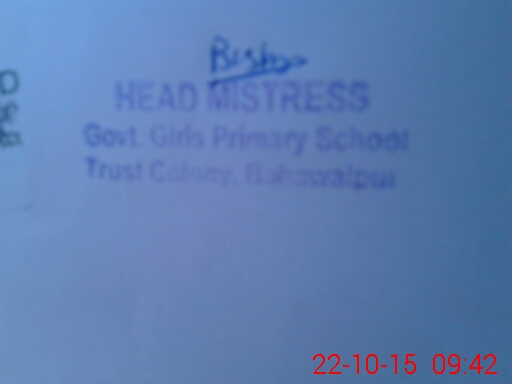 HEAD MISTRESS
Govt. Girls Primary School
Trust Colony, Bahawalpur
22-10-15 09:42